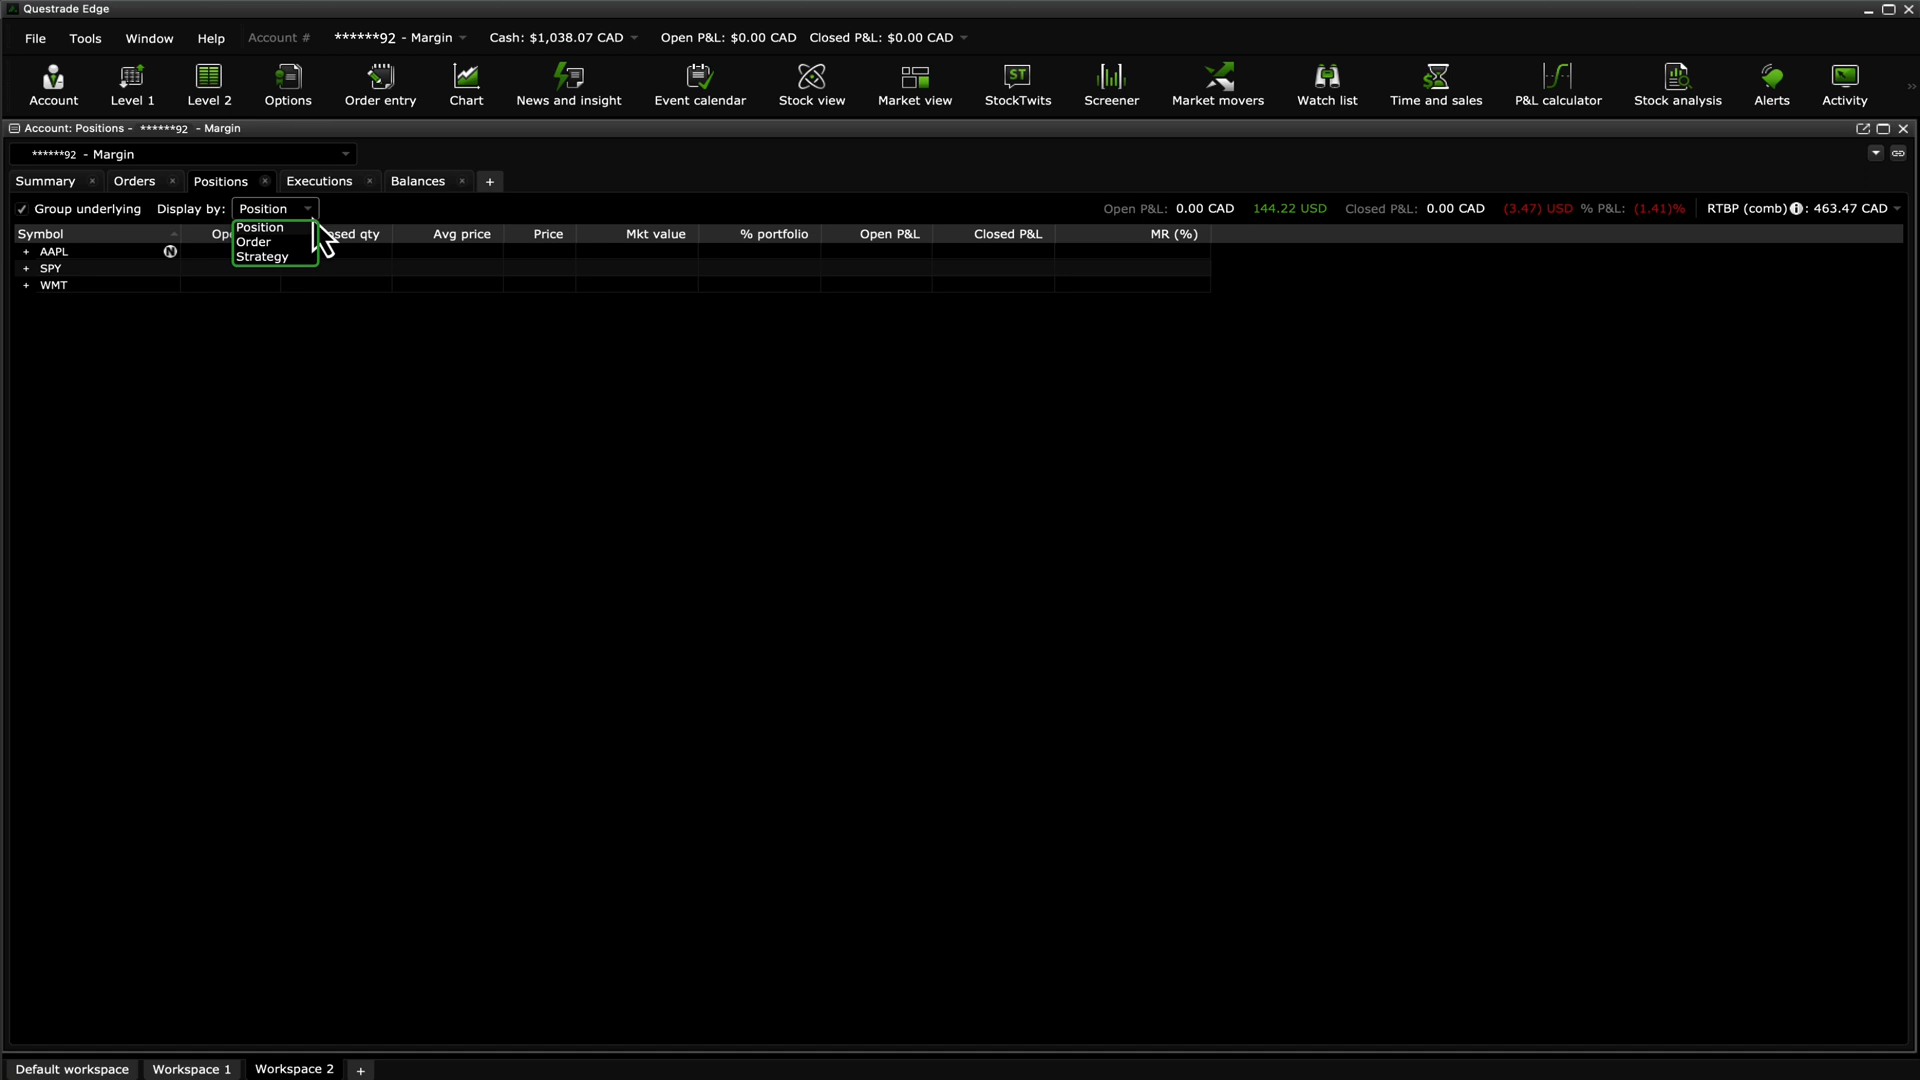 Questrade Edge
File Tools Window Help Account # ******92 - Margin Cash: $1,038.07 CAD Open P&L: $0.00 CAD Closed P&L: $0.00 CAD
Account Level 1 Level 2 Options Order entry Chart News and insight Event calendar Stock view Market view ST StockTwits Screener Market movers Watch list Time and sales P&L calculator Stock analysis Alerts Activity
Account: Positions - ******92 - Margin
******92 - Margin
Summary Orders Positions Executions Balances +
Group underlying Display by: Position Open P&L: 0.00 CAD 144.22 USD Closed P&L: 0.00 CAD (3.47) USD % P&L: (1.41)% RTBP (comb) : 463.47 CAD
Position
Order
Strategy
Symbol qty Avg price Price Mkt value % portfolio Open P&L Closed P&L MR (%)
+ AAPL N
+ SPY
+ WMT
Default workspace Workspace 1 Workspace 2 +